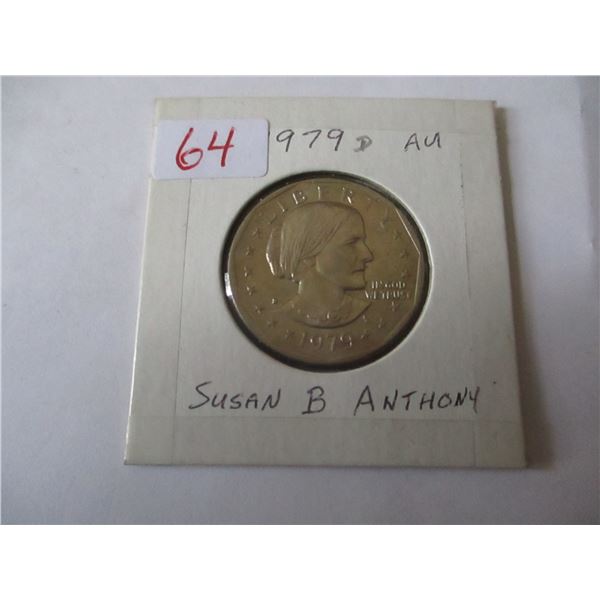 64
1979 D AU
LIBERTY
IN GOD
WE TRUST
1979
SUSAN B ANTHONY